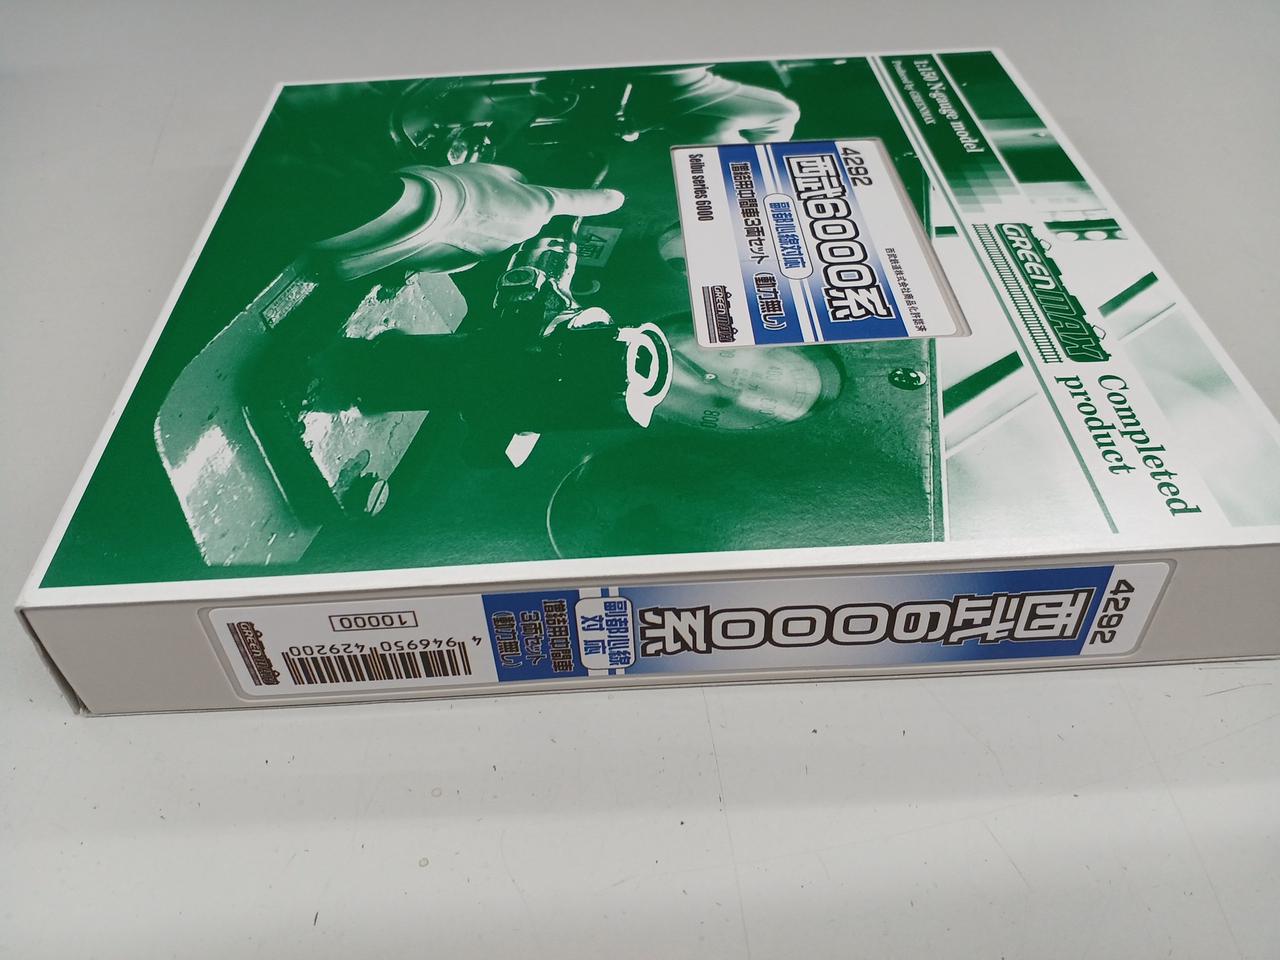 1:150 N-gauge model
Produced by GREENMAX
GREENMAX
Completed
product
4292
西武6000系
西武鉄道株式会社商品化許諾済
副都心線対応
増結用中間車3両セット(動力無し)
Seibu series 6000
GREENMAX
4292
西武6000系
副都心線
対応
増結用中間車
3両セット
(動力無し)
10000
4 946950 429200
GREENMAX